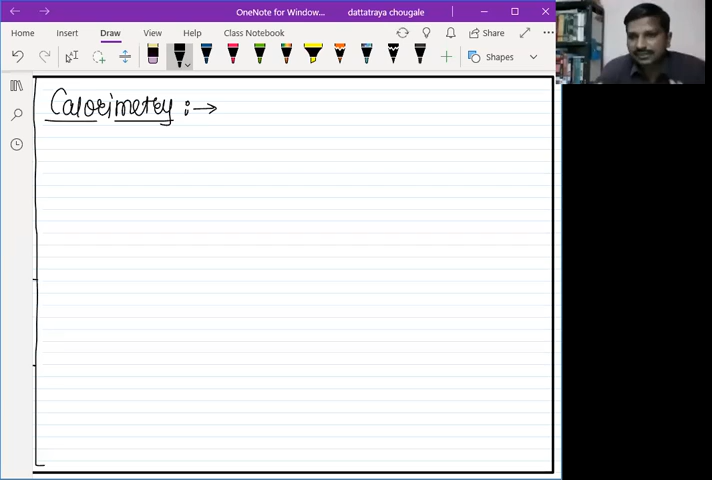 OneNote for Window... dattatraya chougale
Home Insert Draw View Help Class Notebook Share
Shapes
Calorimetry :→